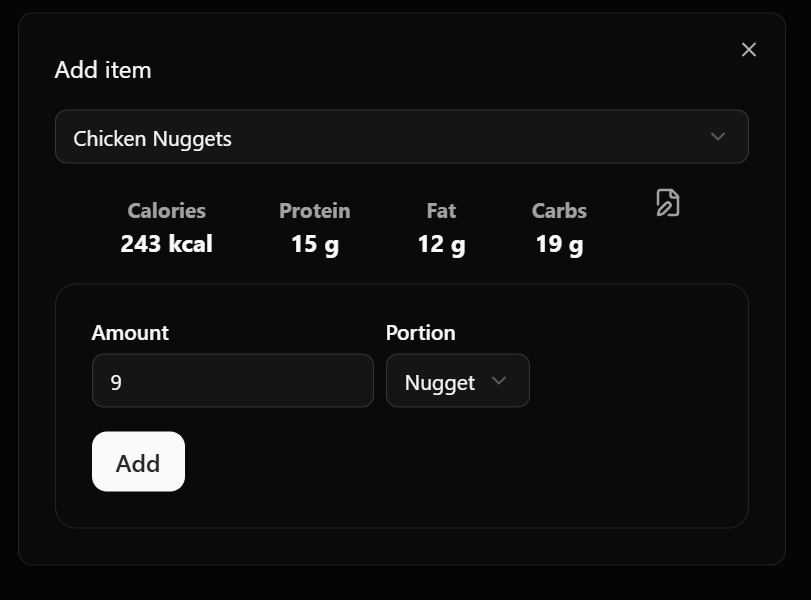 Add item
Chicken Nuggets
Calories Protein Fat Carbs
243 kcal 15 g 12 g 19 g
Amount Portion
9 Nugget
Add